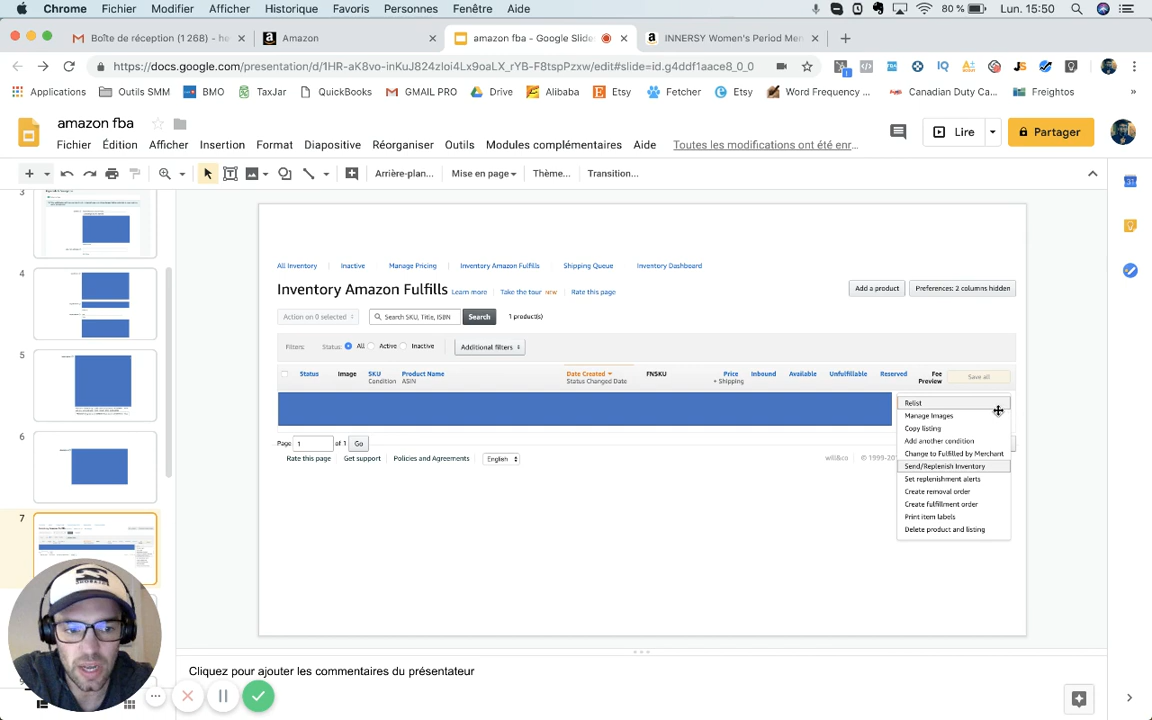 Chrome Fichier Modifier Afficher Historique Favoris Personnes Fenêtre Aide 80 % Lun. 15:50
Boîte de réception (1 268) - he
Amazon
amazon fba - Google Slides
INNERSY Women's Period Men
https://docs.google.com/presentation/d/1HR-aK8vo-inKuJ824zloi4Lx9oaLX_rYB-F8tspPzxw/edit#slide=id.g4ddf1aace8_0_0
Applications Outils SMM BMO TaxJar QuickBooks GMAIL PRO Drive Alibaba Etsy Fetcher Etsy Word Frequency ... Canadian Duty Ca... Freightos
amazon fba
Fichier Édition Afficher Insertion Format Diapositive Réorganiser Outils Modules complémentaires Aide Toutes les modifications ont été enr...
Lire
Partager
Arrière-plan... Mise en page Thème... Transition...
3
4
5
6
7
All Inventory Inactive Manage Pricing Inventory Amazon Fulfills Shipping Queue Inventory Dashboard
Inventory Amazon Fulfills Learn more Take the tour NEW Rate this page
Add a product Preferences: 2 columns hidden
Action on 0 selected Search SKU, Title, ISBN Search 1 product(s)
Filters: Status: All Active Inactive Additional filters
Status Image SKU Product Name Date Created FNSKU Price Inbound Available Unfulfillable Reserved Fee Save all
Condition ASIN Status Changed Date + Shipping Preview
Relist
Manage Images
Copy listing
Add another condition
Change to Fulfilled by Merchant
Send/Replenish Inventory
Set replenishment alerts
Create removal order
Create fulfillment order
Print item labels
Delete product and listing
Page 1 of 1 Go
Rate this page Get support Policies and Agreements English
will&co © 1999-20
Cliquez pour ajouter les commentaires du présentateur